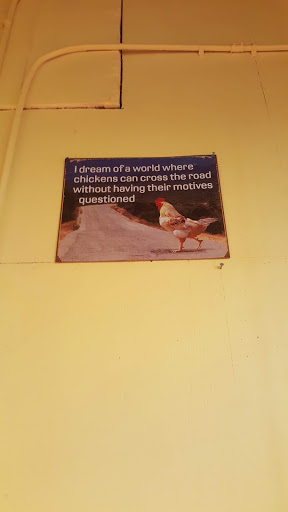 I dream of a world where
chickens can cross the road
without having their motives
questioned